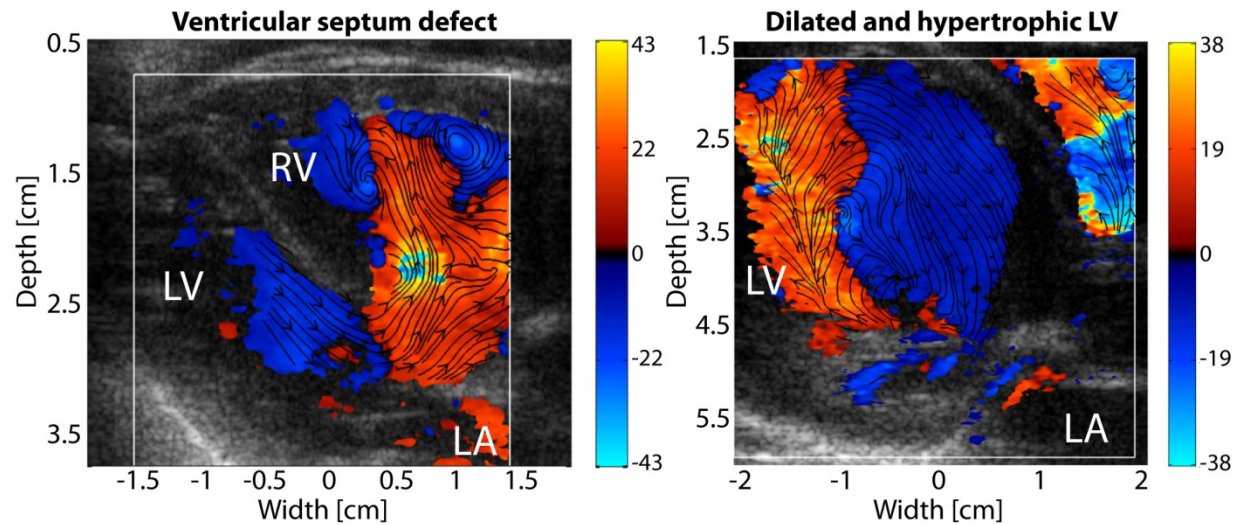 Ventricular septum defect
0.5
1.5
2.5
3.5
Depth [cm]
RV
LV
LA
-1.5 -1 -0.5 0 0.5 1 1.5
Width [cm]
43
22
0
-22
-43
Dilated and hypertrophic LV
1.5
2.5
3.5
4.5
5.5
Depth [cm]
LV
LA
-2 -1 0 1 2
Width [cm]
38
19
0
-19
-38